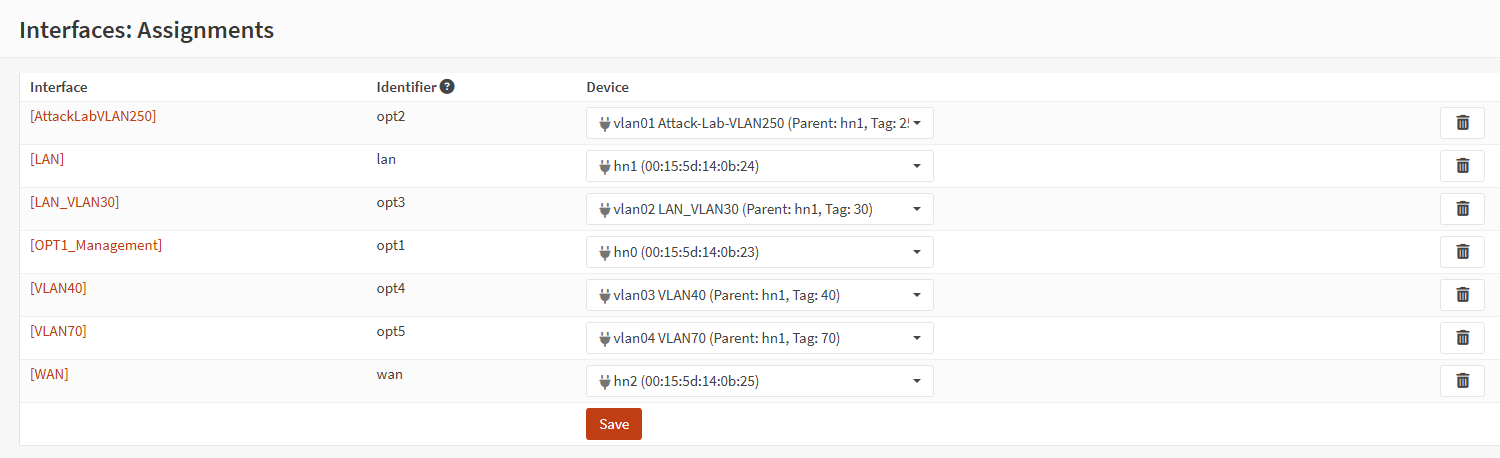 Interfaces: Assignments
Interface Identifier ? Device
[AttackLabVLAN250] opt2 vlan01 Attack-Lab-VLAN250 (Parent: hn1, Tag:
[LAN] lan hn1 (00:15:5d:14:0b:24)
[LAN_VLAN30] opt3 vlan02 LAN_VLAN30 (Parent: hn1, Tag: 30)
[OPT1_Management] opt1 hn0 (00:15:5d:14:0b:23)
[VLAN40] opt4 vlan03 VLAN40 (Parent: hn1, Tag: 40)
[VLAN70] opt5 vlan04 VLAN70 (Parent: hn1, Tag: 70)
[WAN] wan hn2 (00:15:5d:14:0b:25)
Save